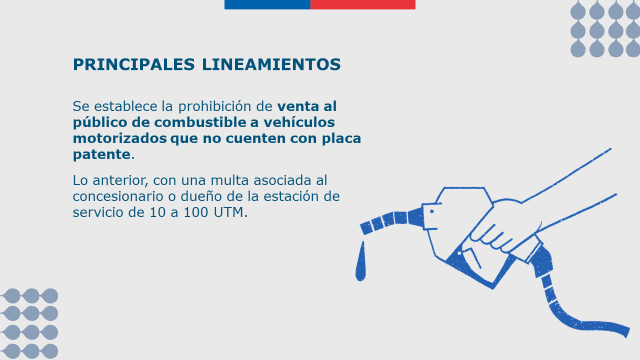 PRINCIPALES LINEAMIENTOS
Se establece la prohibición de venta al
público de combustible a vehículos
motorizados que no cuenten con placa
patente.
Lo anterior, con una multa asociada al
concesionario o dueño de la estación de
servicio de 10 a 100 UTM.